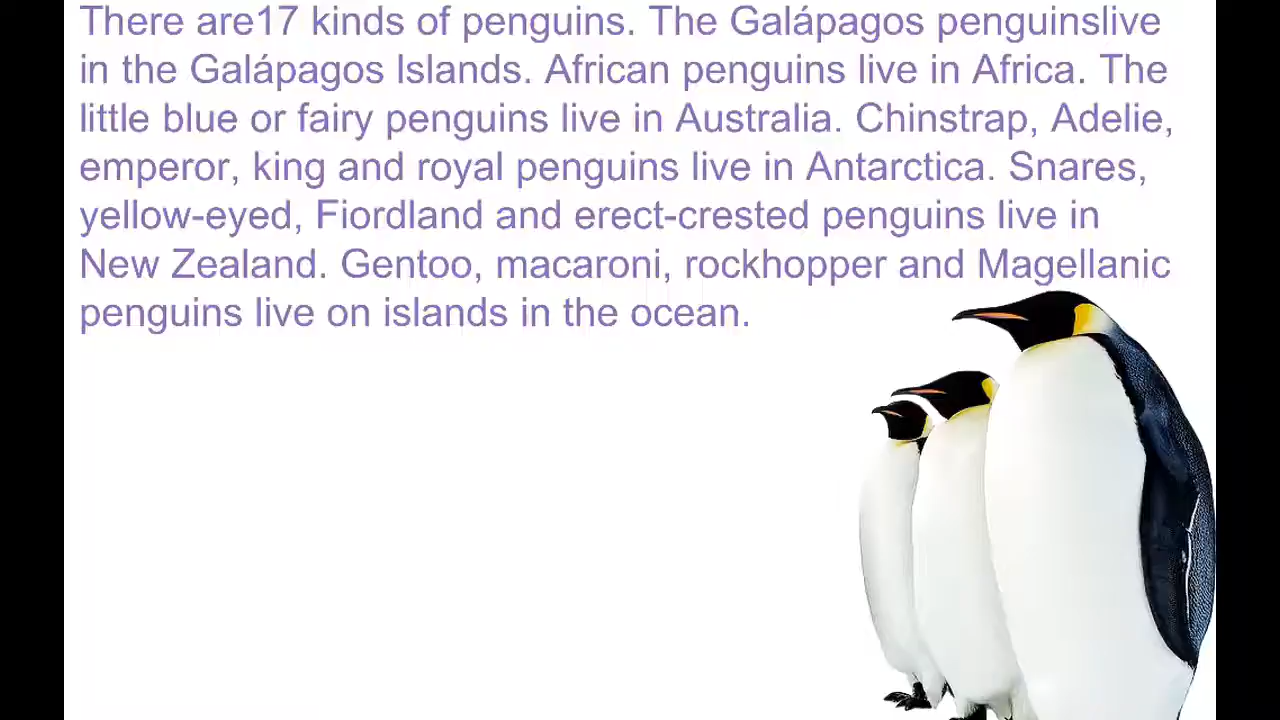 There are17 kinds of penguins. The Galápagos penguinslive
in the Galápagos Islands. African penguins live in Africa. The
little blue or fairy penguins live in Australia. Chinstrap, Adelie,
emperor, king and royal penguins live in Antarctica. Snares,
yellow-eyed, Fiordland and erect-crested penguins live in
New Zealand. Gentoo, macaroni, rockhopper and Magellanic
penguins live on islands in the ocean.